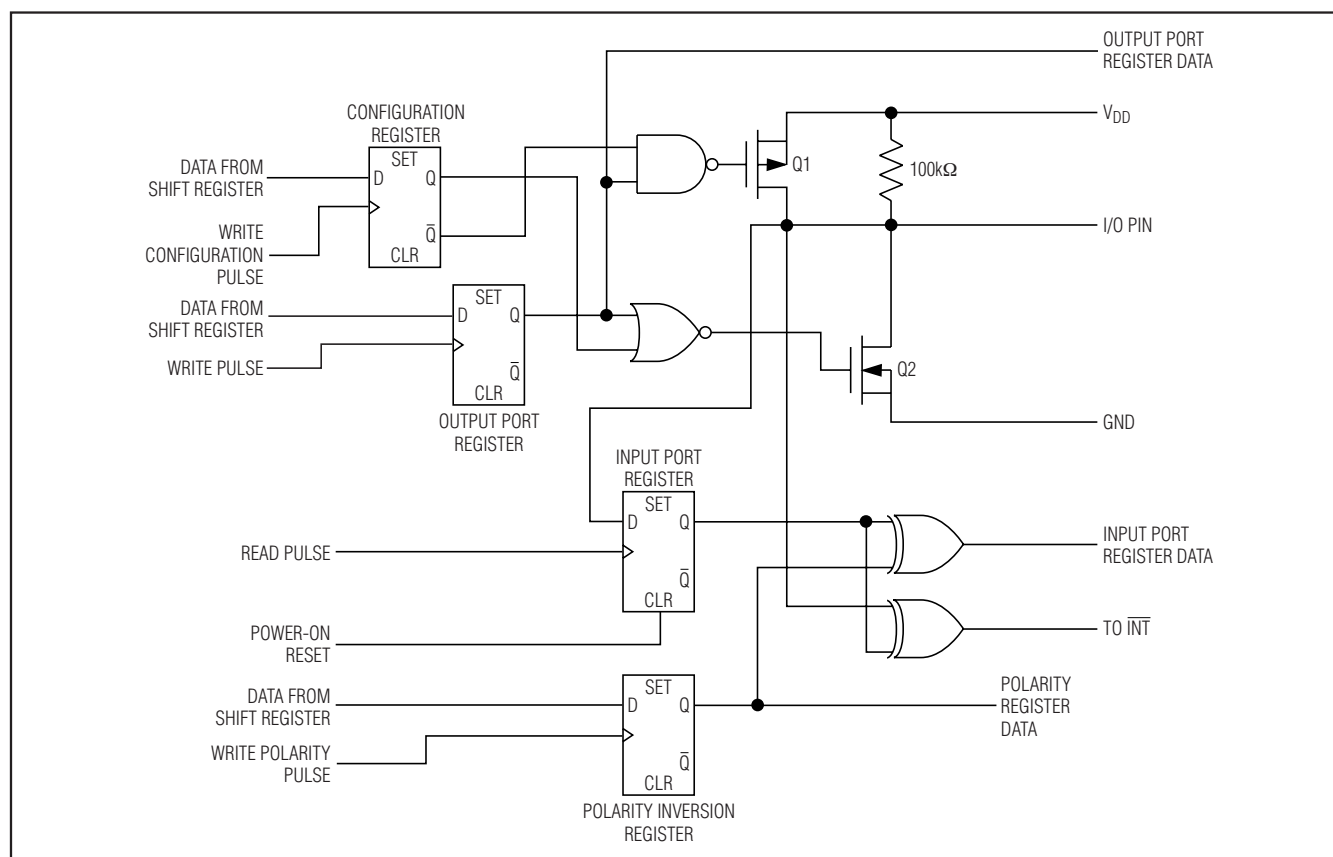 OUTPUT PORT
REGISTER DATA
CONFIGURATION
REGISTER
VDD
SET
DATA FROM
SHIFT REGISTER
D
Q
Q1
100kΩ
WRITE
CONFIGURATION
PULSE
Q̅
CLR
I/O PIN
DATA FROM
SHIFT REGISTER
SET
D
Q
WRITE PULSE
Q̅
CLR
Q2
OUTPUT PORT
REGISTER
GND
INPUT PORT
REGISTER
SET
D
Q
READ PULSE
Q̅
CLR
INPUT PORT
REGISTER DATA
POWER-ON
RESET
TO I̅N̅T̅
DATA FROM
SHIFT REGISTER
SET
D
Q
POLARITY
REGISTER
DATA
WRITE POLARITY
PULSE
Q̅
CLR
POLARITY INVERSION
REGISTER